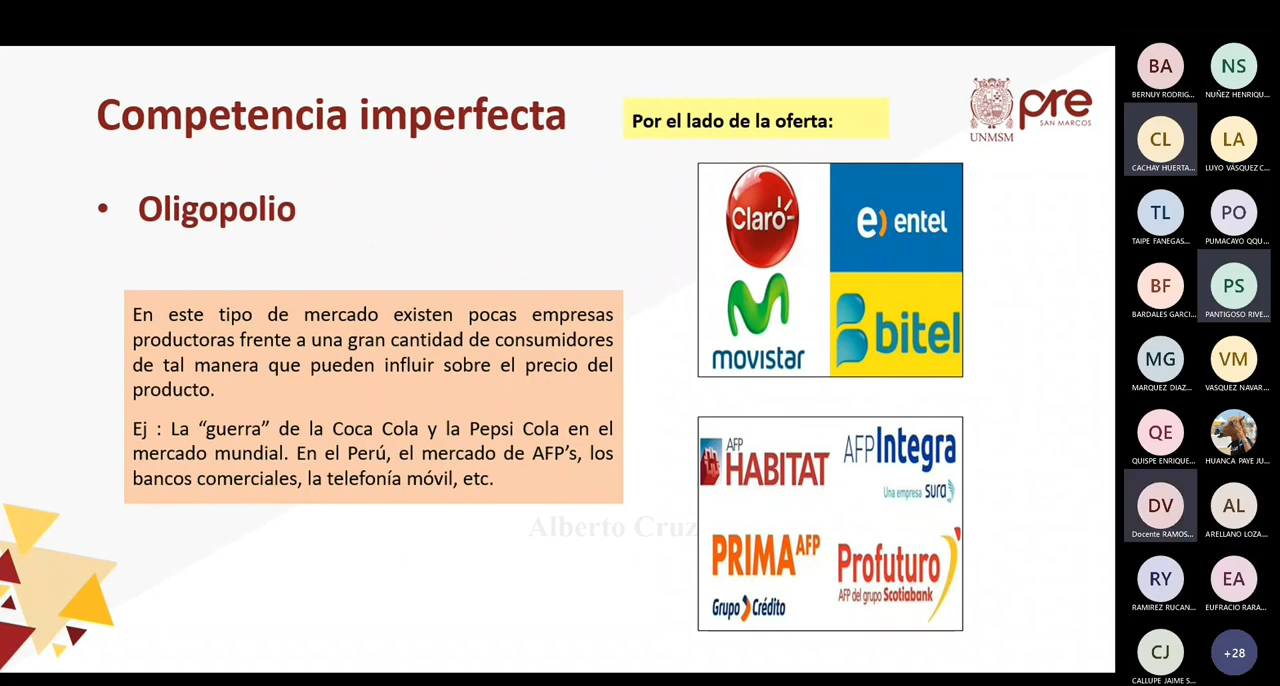 Competencia imperfecta
Por el lado de la oferta:
UNMSM
pre
SAN MARCOS
• Oligopolio
Claro
entel
movistar
bitel
En este tipo de mercado existen pocas empresas
productoras frente a una gran cantidad de consumidores
de tal manera que pueden influir sobre el precio del
producto.
Ej : La “guerra” de la Coca Cola y la Pepsi Cola en el
mercado mundial. En el Perú, el mercado de AFP’s, los
bancos comerciales, la telefonía móvil, etc.
AFP
HABITAT
AFPIntegra
Una empresa sura
PRIMA AFP
Grupo Crédito
Profuturo
AFP del grupo Scotiabank
Alberto Cruz
BA
BERNUY RODRIG...
NS
NUÑEZ HENRIQU...
CL
CACHAY HUERTA...
LA
LUYO VASQUEZ C...
TL
TAIPE FANEGAS...
PO
PUMACAYO QQU...
BF
BARDALES GARCI...
PS
PANTIGOSO RIVE...
MG
MARQUEZ DIAZ...
VM
VASQUEZ NAVAR...
QE
QUISPE ENRIQUE...
HUANCA PAYE JU...
DV
Docente RAMOS...
AL
ARELLANO LOZA...
RY
RAMIREZ RUCAN...
EA
EUFRACIO RARA...
CJ
CALLUPE JAIME S...
+28